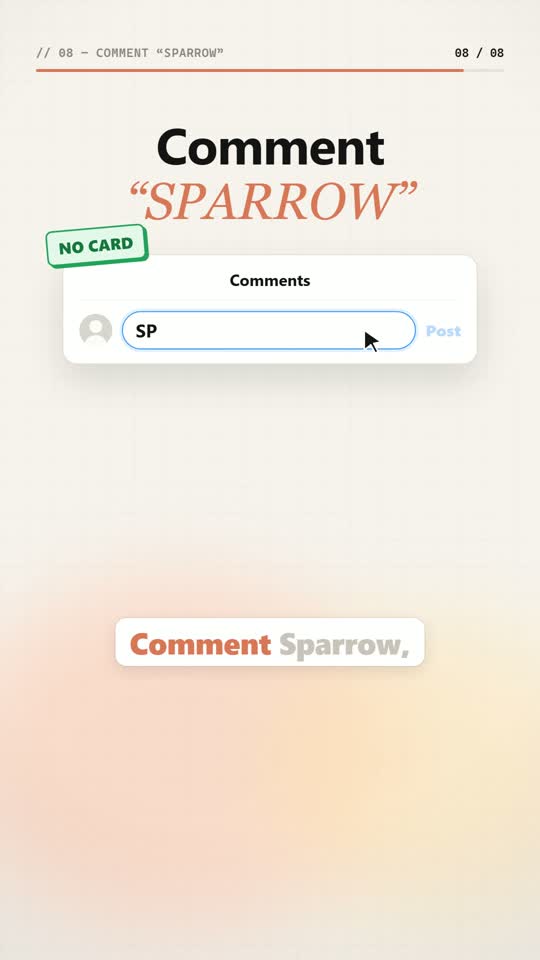 // 08 — COMMENT “SPARROW”
08 / 08
Comment
“SPARROW”
NO CARD
Comments
SP
Post
Comment Sparrow,